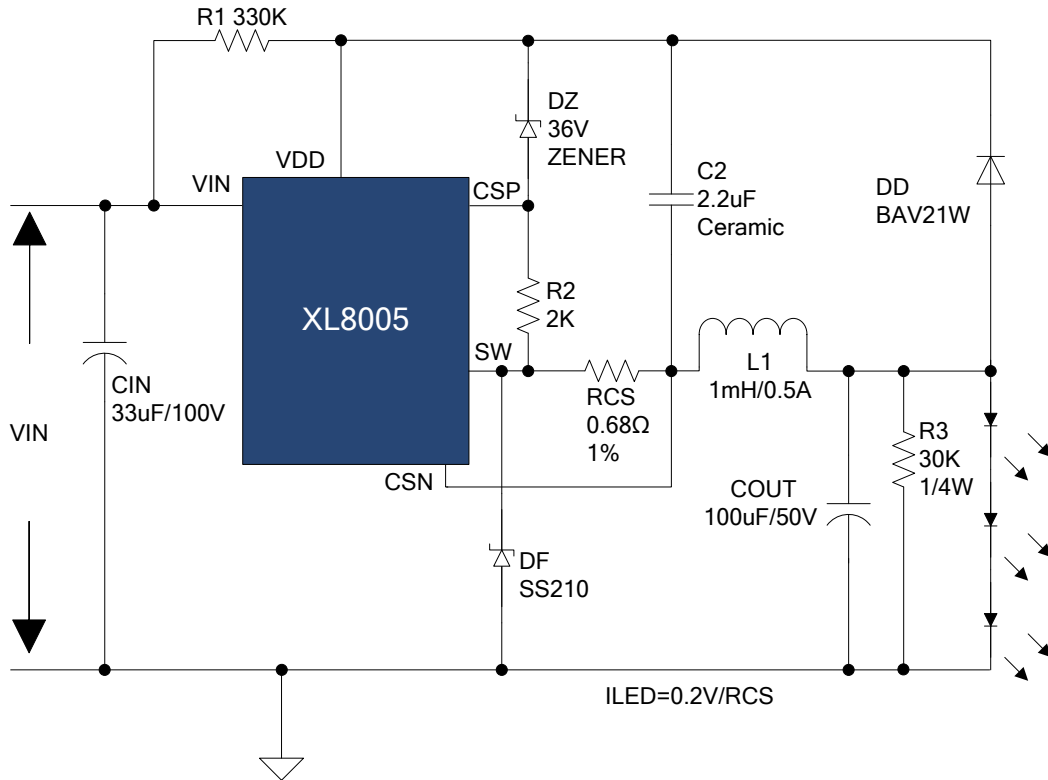 R1 330K
DZ
36V
ZENER
VDD
VIN
CSP
C2
2.2uF
Ceramic
DD
BAV21W
XL8005
R2
2K
SW
RCS
0.68Ω
1%
L1
1mH/0.5A
CIN
33uF/100V
VIN
CSN
R3
30K
1/4W
COUT
100uF/50V
DF
SS210
ILED=0.2V/RCS